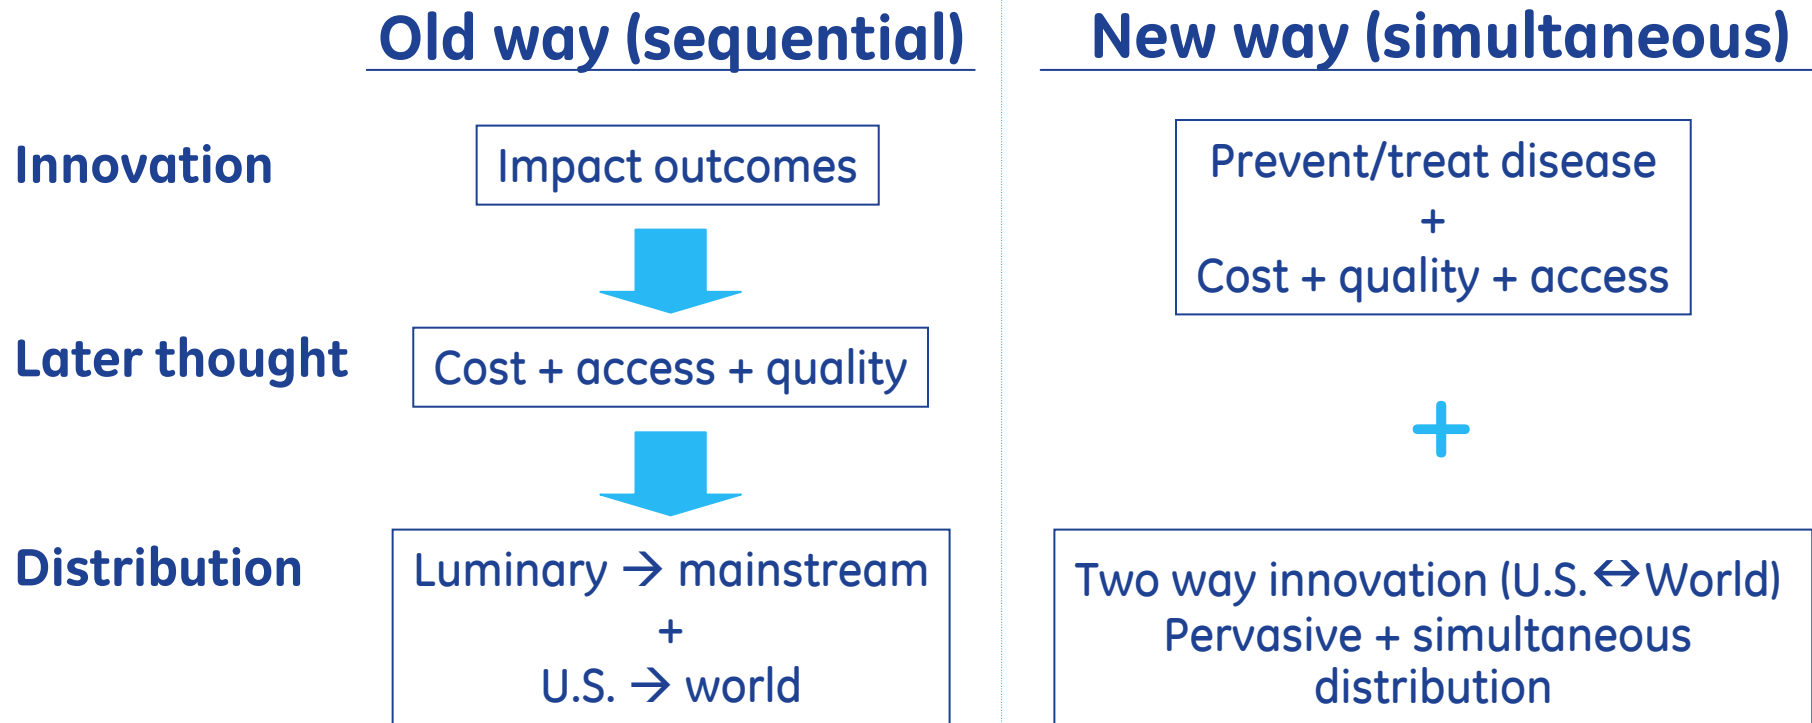 Old way (sequential)
New way (simultaneous)
Innovation
Impact outcomes
Prevent/treat disease
+
Cost + quality + access
Later thought
Cost + access + quality
+
Distribution
Luminary → mainstream
+
U.S. → world
Two way innovation (U.S. ↔ World)
Pervasive + simultaneous
distribution